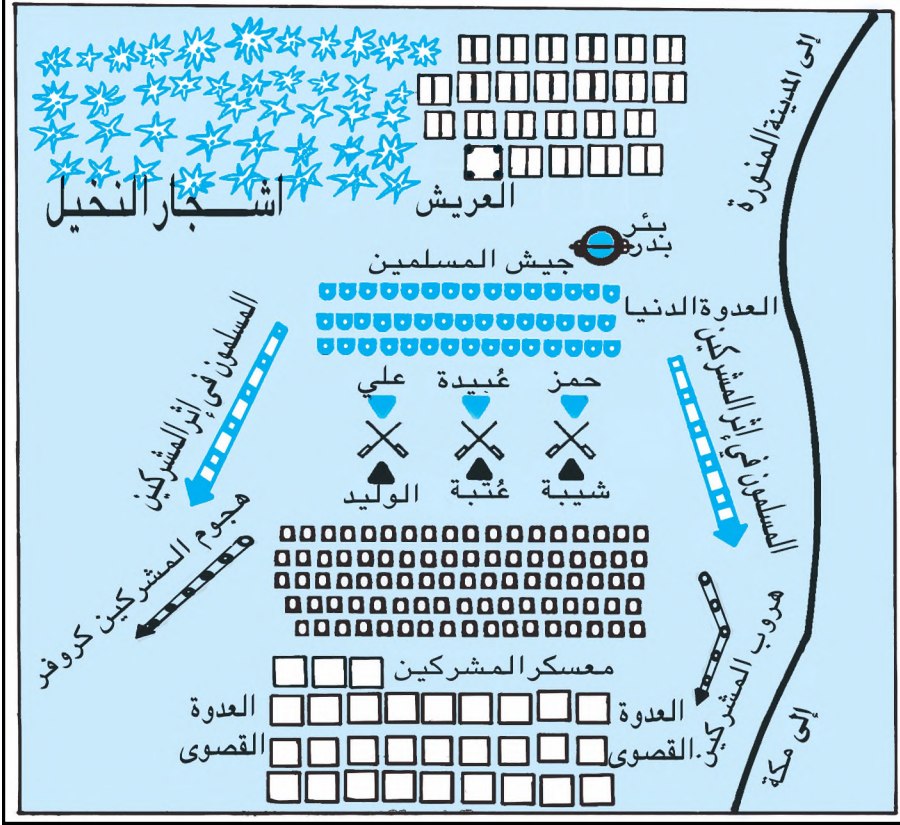 إلى المدينة المنورة
اشجار النخيل
العريش
بئر
بدر
جيش المسلمين
العدوة الدنيا
المسلمون في إثر المشركين
المسلمون في إثر المشركين
حمز
عُبيدة
علي
شيبة
عُتبة
الوليد
هجوم المشركين كروفر
هروب المشركين
معسكر المشركين
العدوة
القصوى
العدوة
القصوى
إلى مكة